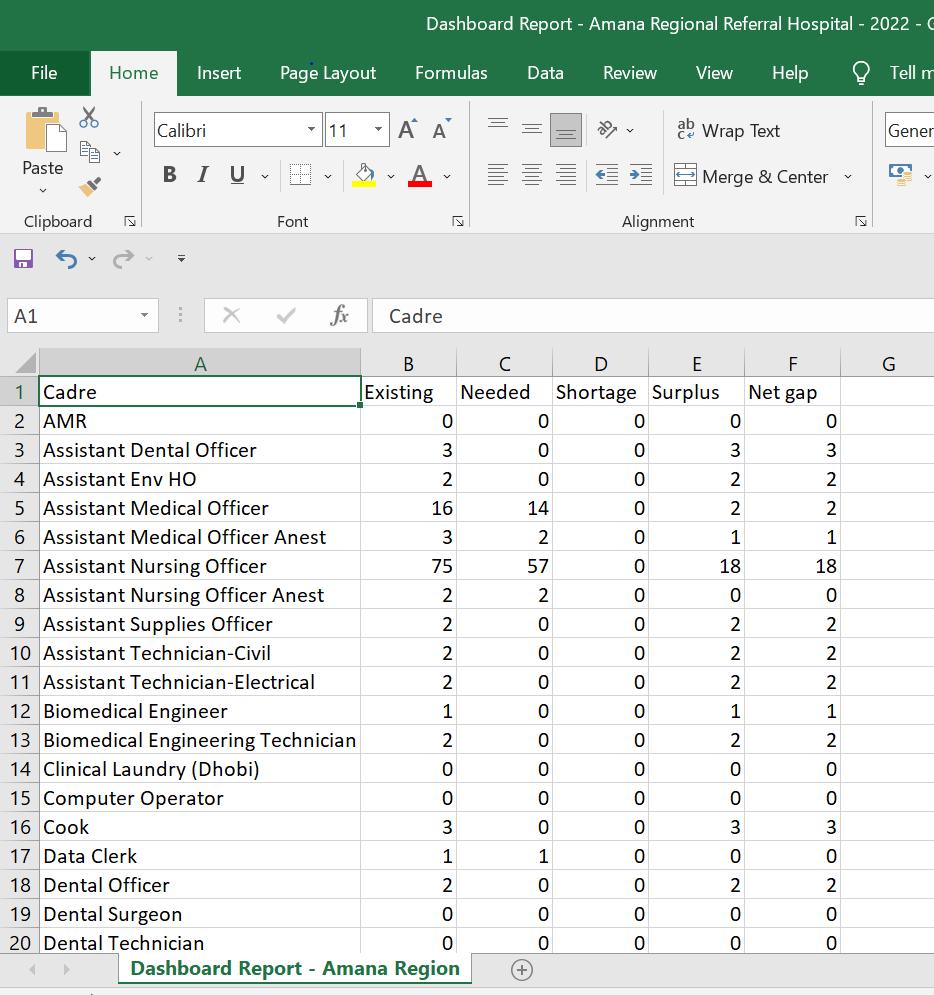 Dashboard Report - Amana Regional Referral Hospital - 2022 -
File Home Insert Page Layout Formulas Data Review View Help Tell
Calibri 11 A A ab Wrap Text
Paste B I U A Merge & Center
Clipboard Font Alignment
A1 fx Cadre
A B C D E F G
1 Cadre Existing Needed Shortage Surplus Net gap
2 AMR 0 0 0 0 0
3 Assistant Dental Officer 3 0 0 3 3
4 Assistant Env HO 2 0 0 2 2
5 Assistant Medical Officer 16 14 0 2 2
6 Assistant Medical Officer Anest 3 2 0 1 1
7 Assistant Nursing Officer 75 57 0 18 18
8 Assistant Nursing Officer Anest 2 2 0 0 0
9 Assistant Supplies Officer 2 0 0 2 2
10 Assistant Technician-Civil 2 0 0 2 2
11 Assistant Technician-Electrical 2 0 0 2 2
12 Biomedical Engineer 1 0 0 1 1
13 Biomedical Engineering Technician 2 0 0 2 2
14 Clinical Laundry (Dhobi) 0 0 0 0 0
15 Computer Operator 0 0 0 0 0
16 Cook 3 0 0 3 3
17 Data Clerk 1 1 0 0 0
18 Dental Officer 2 0 0 2 2
19 Dental Surgeon 0 0 0 0 0
20 Dental Technician 0 0 0 0 0
Dashboard Report - Amana Region